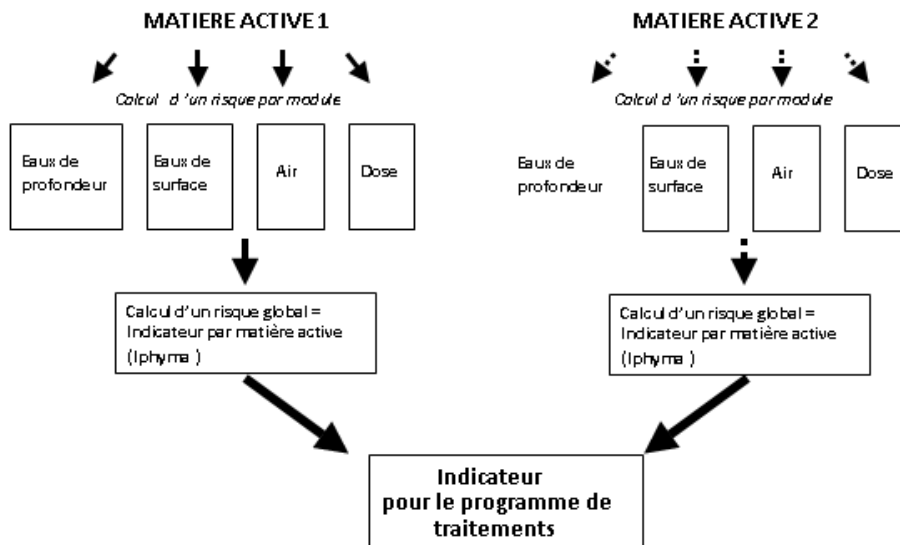 MATIERE ACTIVE 1
MATIERE ACTIVE 2
Calcul d'un risque par module
Calcul d'un risque par module
Eaux de
profondeur
Eaux de
surface
Air
Dose
Eaux de
profondeur
Eaux de
surface
Air
Dose
Calcul d'un risque global =
Indicateur par matière active
(Iphyma )
Calcul d'un risque global =
Indicateur par matière active
(Iphyma )
Indicateur
pour le programme de
traitements